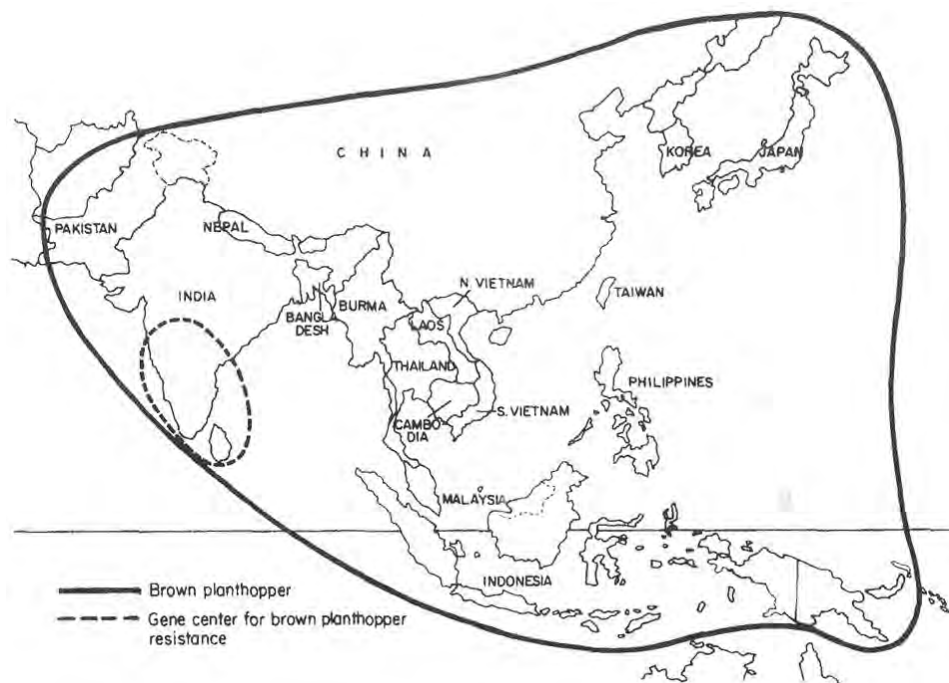 C H I N A
KOREA
JAPAN
PAKISTAN
NEPAL
INDIA
BANGLA
DESH
BURMA
N. VIETNAM
LAOS
TAIWAN
THAILAND
PHILIPPINES
S. VIETNAM
CAMBO-
DIA
MALAYSIA
INDONESIA
Brown planthopper
Gene center for brown planthopper
resistance